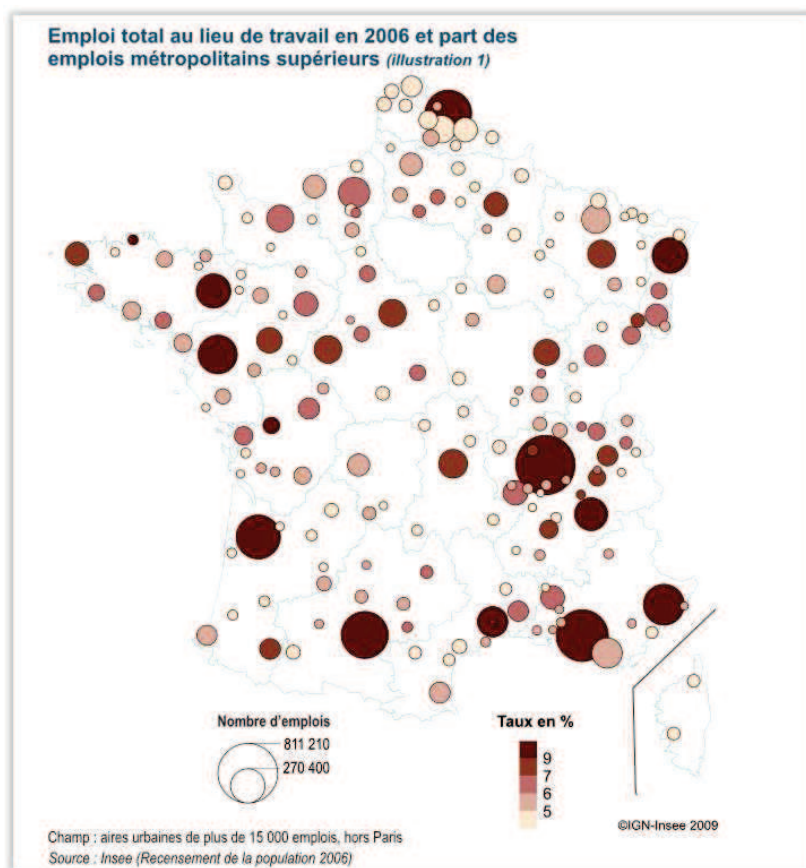 Emploi total au lieu de travail en 2006 et part des
emplois métropolitains supérieurs (illustration 1)
Nombre d'emplois
811 210
270 400
Taux en %
9
7
6
5
©IGN-Insee 2009
Champ : aires urbaines de plus de 15 000 emplois, hors Paris
Source : Insee (Recensement de la population 2006)